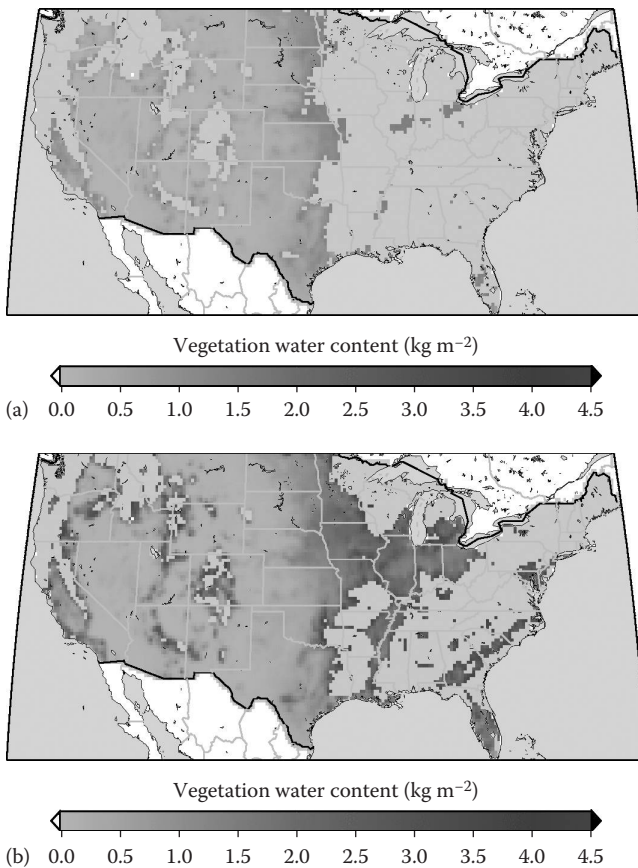 Vegetation water content (kg m⁻²)
(a) 0.0 0.5 1.0 1.5 2.0 2.5 3.0 3.5 4.0 4.5
Vegetation water content (kg m⁻²)
(b) 0.0 0.5 1.0 1.5 2.0 2.5 3.0 3.5 4.0 4.5